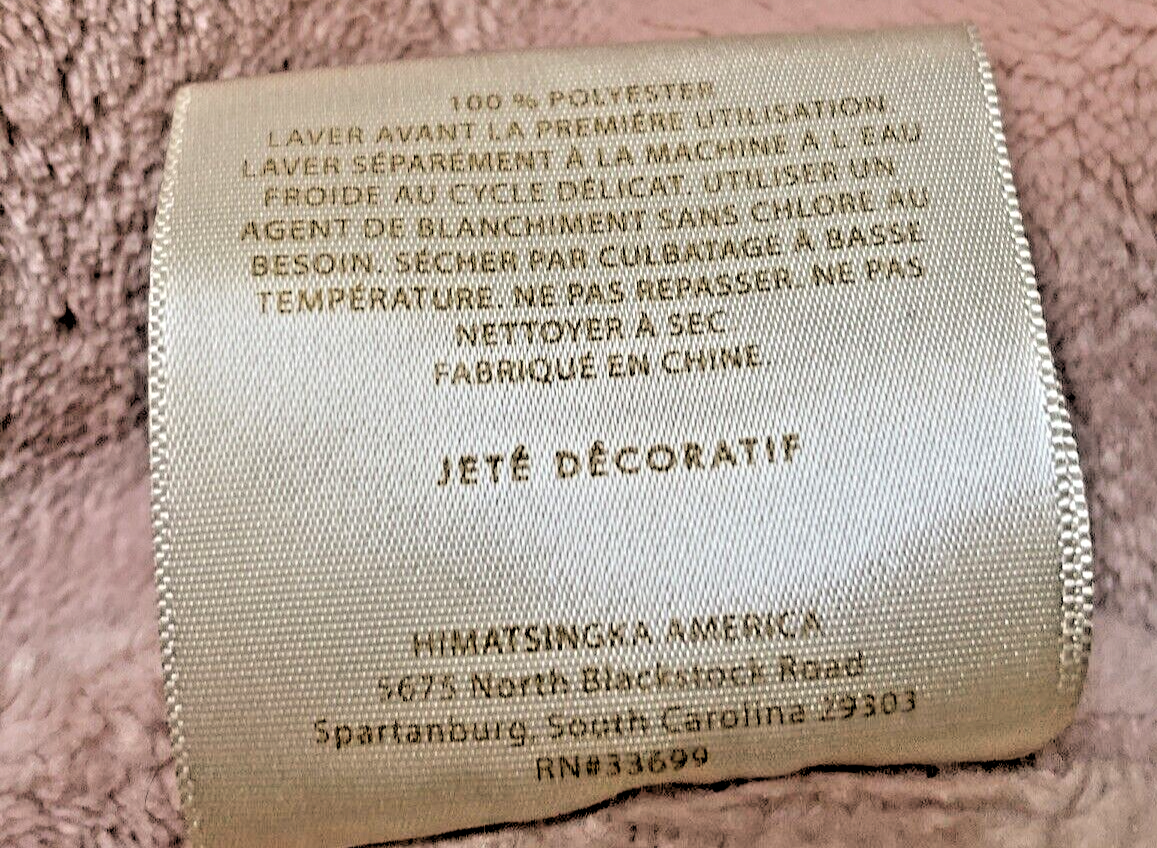 100 % POLYESTER
LAVER AVANT LA PREMIÉRE UTILISATION
LAVER SÉPARÉMENT À LA MACHINE À L' EAU
FROIDE AU CYCLE DÉLICAT. UTILISER UN
AGENT DE BLANCHIMENT SANS CHLORE AU
BESOIN. SÉCHER PAR CULBATAGE À BASSE
TEMPÉRATURE. NE PAS REPASSER. NE PAS
NETTOYER À SEC
FABRIQUÉ EN CHINE
JETÉ DÉCORATIF
HIMATSINGKA AMERICA
5675 North Blackstock Road
Spartanburg, South Carolina 29303
RN#33699